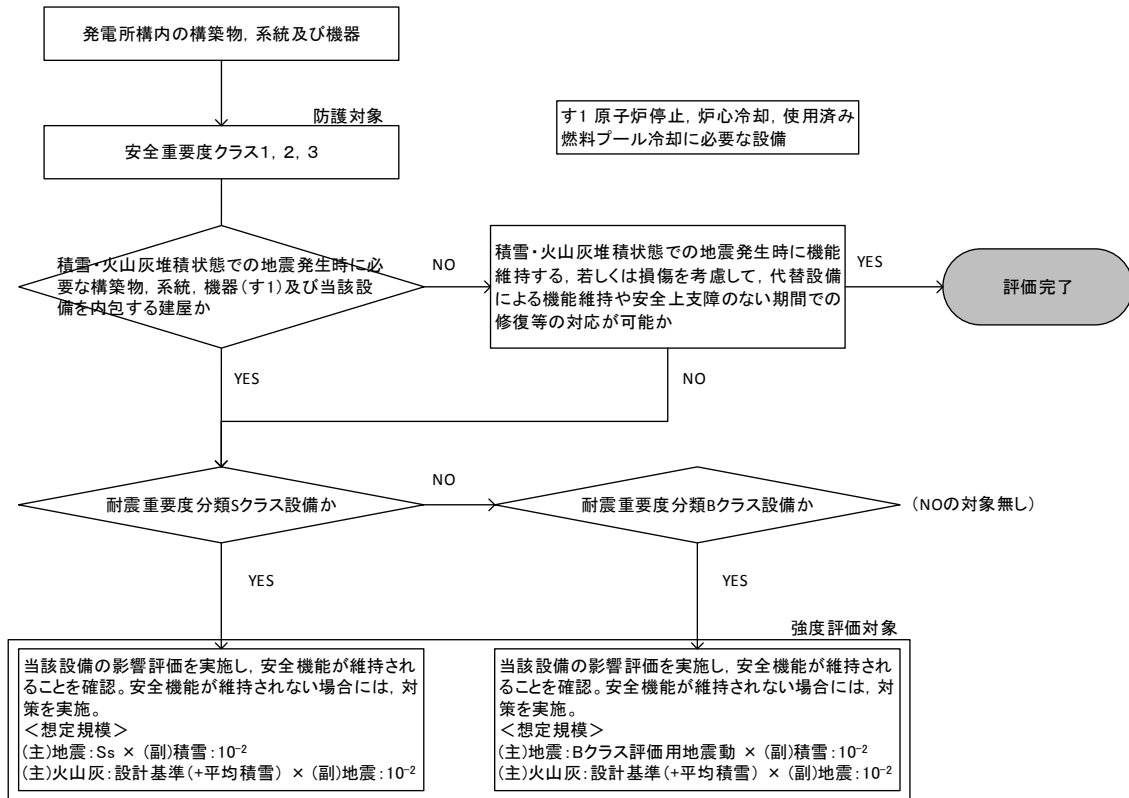 発電所構内の構築物, 系統及び機器
防護対象
す1 原子炉停止, 炉心冷却, 使用済み
燃料プール冷却に必要な設備
安全重要度クラス1, 2, 3
積雪・火山灰堆積状態での地震発生時に必
要な構築物, 系統, 機器(す1)及び当該設
備を内包する建屋か
NO
積雪・火山灰堆積状態での地震発生時に機能
維持する, 若しくは損傷を考慮して, 代替設備
による機能維持や安全上支障のない期間での
修復等の対応が可能か
YES
評価完了
YES
NO
耐震重要度分類Sクラス設備か
NO
耐震重要度分類Bクラス設備か
(NOの対象無し)
YES
YES
強度評価対象
当該設備の影響評価を実施し, 安全機能が維持され
ることを確認。安全機能が維持されない場合には, 対
策を実施。
<想定規模>
(主)地震:Ss × (副)積雪:10⁻²
(主)火山灰:設計基準(+平均積雪) × (副)地震:10⁻²
当該設備の影響評価を実施し, 安全機能が維持され
ることを確認。安全機能が維持されない場合には, 対
策を実施。
<想定規模>
(主)地震:Bクラス評価用地震動 × (副)積雪:10⁻²
(主)火山灰:設計基準(+平均積雪) × (副)地震:10⁻²